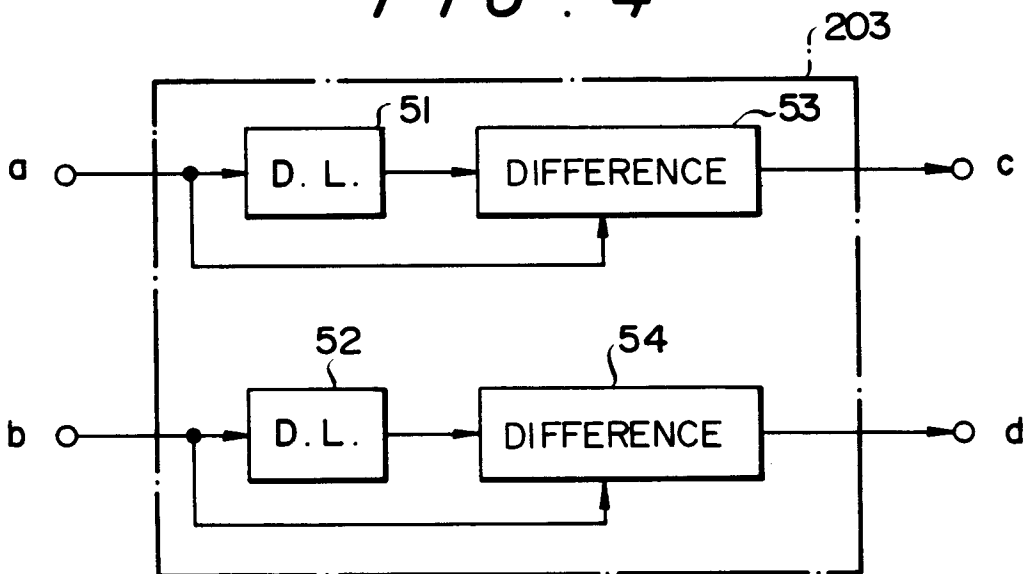 FIG. 4
203
51
53
a
D. L.
DIFFERENCE
c
52
54
b
D. L.
DIFFERENCE
d